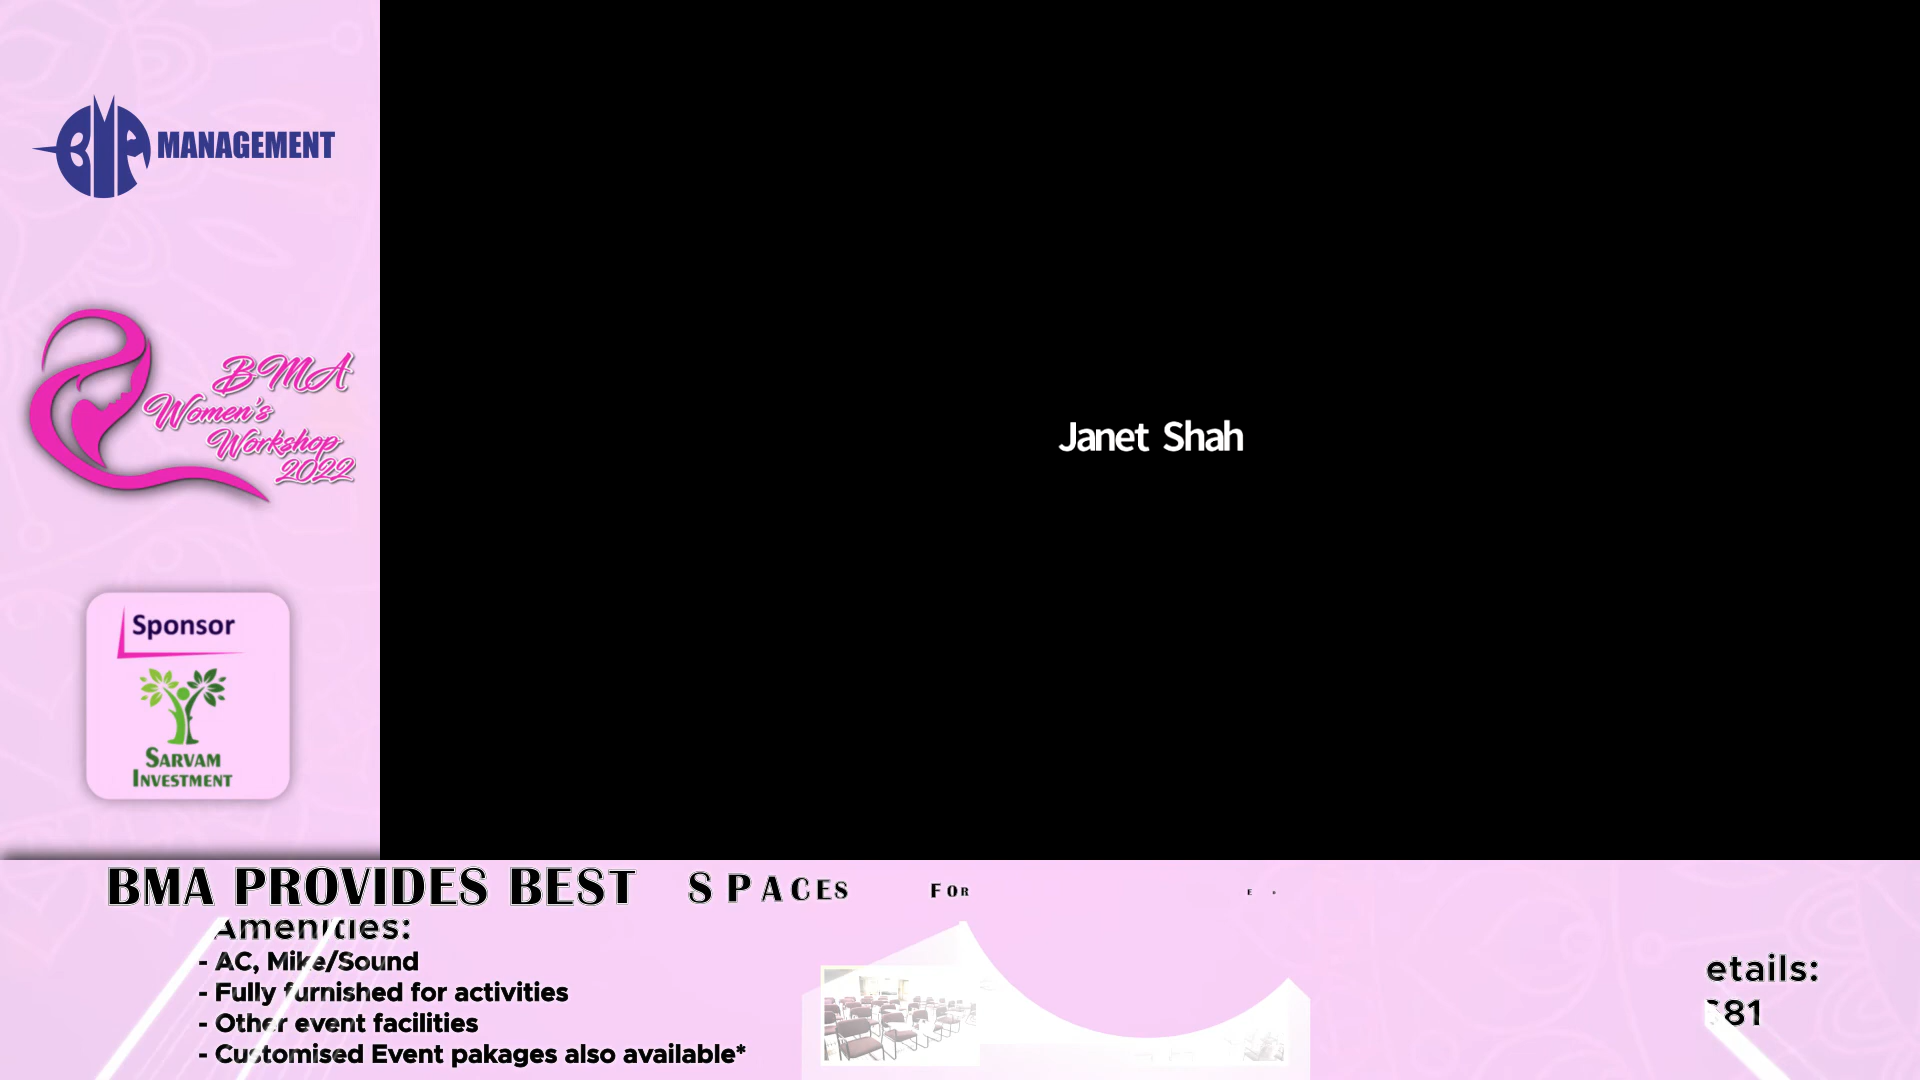 BMA MANAGEMENT
BMA
Women's
Workshop
2022
Sponsor
SARVAM
INVESTMENT
Janet Shah
BMA PROVIDES BEST SPACES FOR
Amenities:
- AC, Mike/Sound
- Fully furnished for activities
- Other event facilities
- Customised Event pakages also available*
etails:
81